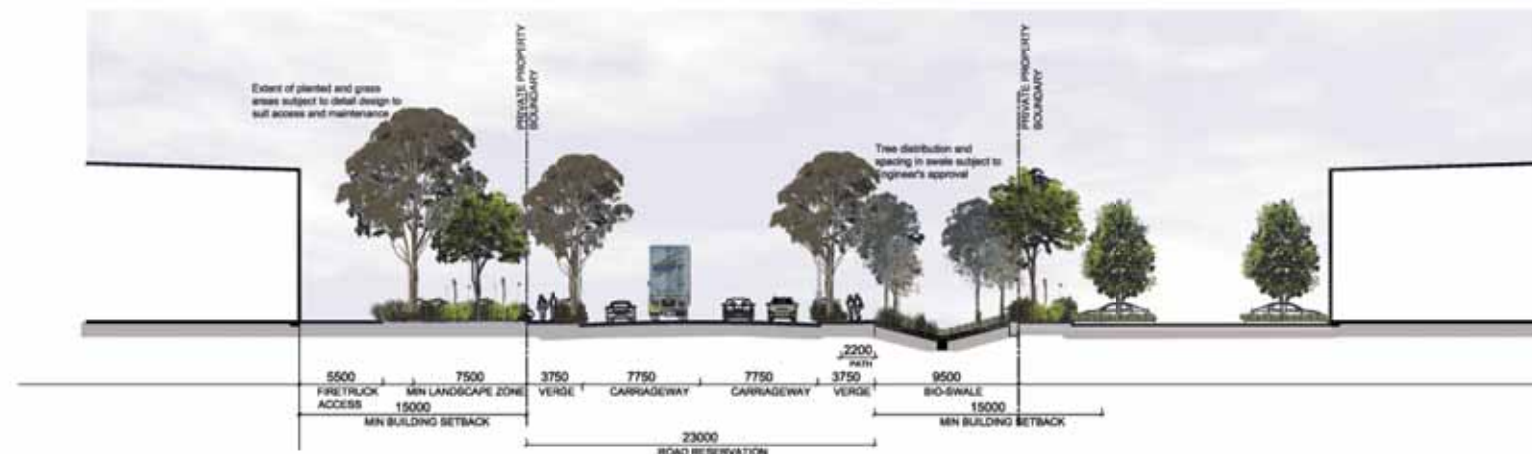 Extent of planted and grass
areas subject to detail design to
suit access and maintenance
PRIVATE PROPERTY
BOUNDARY
Tree distribution and
spacing in swale subject to
Engineer's approval
PRIVATE PROPERTY
BOUNDARY
2200
PATH
5500
FIRETRUCK
ACCESS
7500
MIN LANDSCAPE ZONE
3750
VERGE
7750
CARRIAGEWAY
7750
CARRIAGEWAY
3750
VERGE
9500
BIO-SWALE
15000
MIN BUILDING SETBACK
15000
MIN BUILDING SETBACK
23000
ROAD RESERVATION